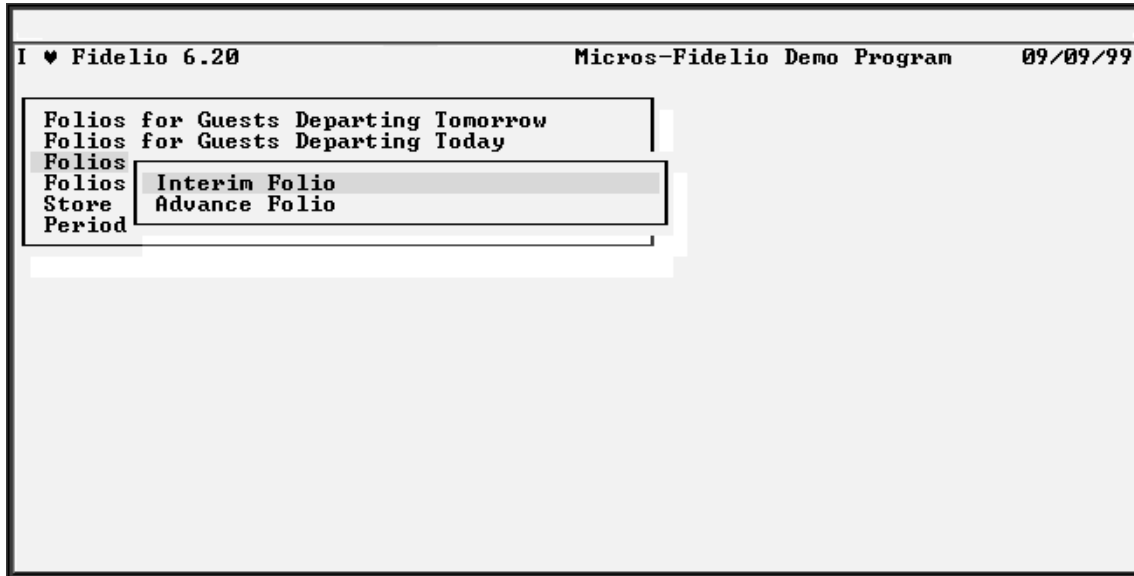 I ♥ Fidelio 6.20 Micros-Fidelio Demo Program 09/09/99
Folios for Guests Departing Tomorrow
Folios for Guests Departing Today
Folios
Folios
Store
Period
Interim Folio
Advance Folio